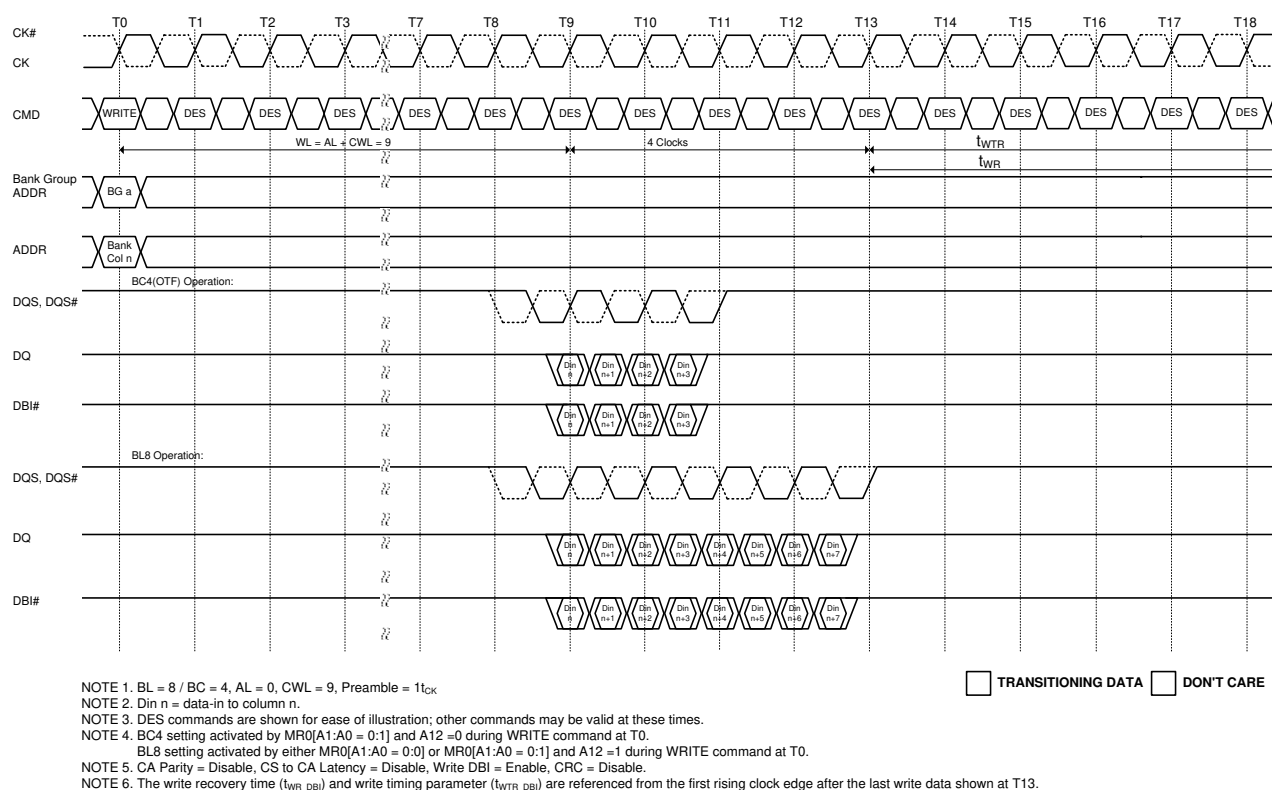 T0 T1 T2 T3 T7 T8 T9 T10 T11 T12 T13 T14 T15 T16 T17 T18
CK#
CK
CMD WRITE DES DES DES DES DES DES DES DES DES DES DES DES DES DES DES
WL = AL + CWL = 9 4 Clocks tWTR
tWR
Bank Group
ADDR
BG a
ADDR
Bank
Col n
BC4(OTF) Operation:
DQS, DQS#
DQ
Din Din Din Din
n n+1 n+2 n+3
DBI#
Din Din Din Din
n n+1 n+2 n+3
BL8 Operation:
DQS, DQS#
DQ
Din Din Din Din Din Din Din Din
n n+1 n+2 n+3 n+4 n+5 n+6 n+7
DBI#
Din Din Din Din Din Din Din Din
n n+1 n+2 n+3 n+4 n+5 n+6 n+7
TRANSITIONING DATA DON'T CARE
NOTE 1. BL = 8 / BC = 4, AL = 0, CWL = 9, Preamble = 1tCK
NOTE 2. Din n = data-in to column n.
NOTE 3. DES commands are shown for ease of illustration; other commands may be valid at these times.
NOTE 4. BC4 setting activated by MR0[A1:A0 = 0:1] and A12 =0 during WRITE command at T0.
BL8 setting activated by either MR0[A1:A0 = 0:0] or MR0[A1:A0 = 0:1] and A12 =1 during WRITE command at T0.
NOTE 5. CA Parity = Disable, CS to CA Latency = Disable, Write DBI = Enable, CRC = Disable.
NOTE 6. The write recovery time (tWR_DBI) and write timing parameter (tWTR_DBI) are referenced from the first rising clock edge after the last write data shown at T13.